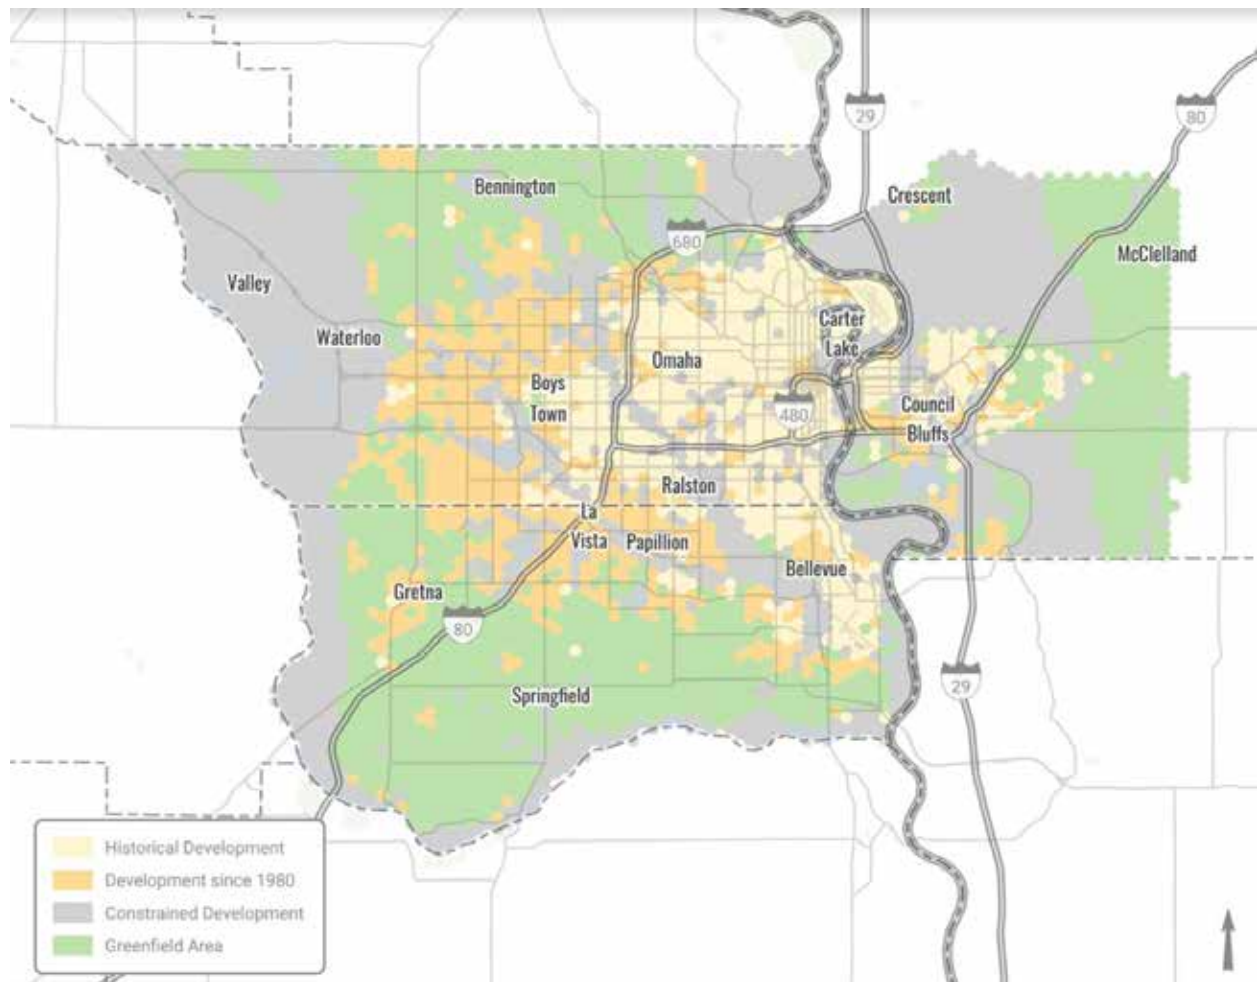 29
80
Bennington
Crescent
680
McClelland
Valley
Carter
Lake
Waterloo
Omaha
Boys
Town
480
Council
Bluffs
Ralston
La
Vista
Papillion
Bellevue
Gretna
80
29
Springfield
Historical Development
Development since 1980
Constrained Development
Greenfield Area